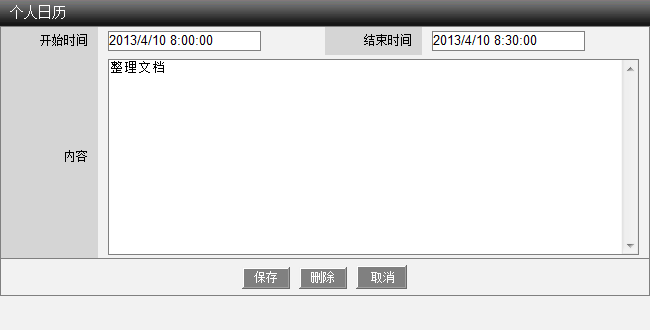 个人日历
开始时间 2013/4/10 8:00:00 结束时间 2013/4/10 8:30:00
整理文档
内容
保存 删除 取消